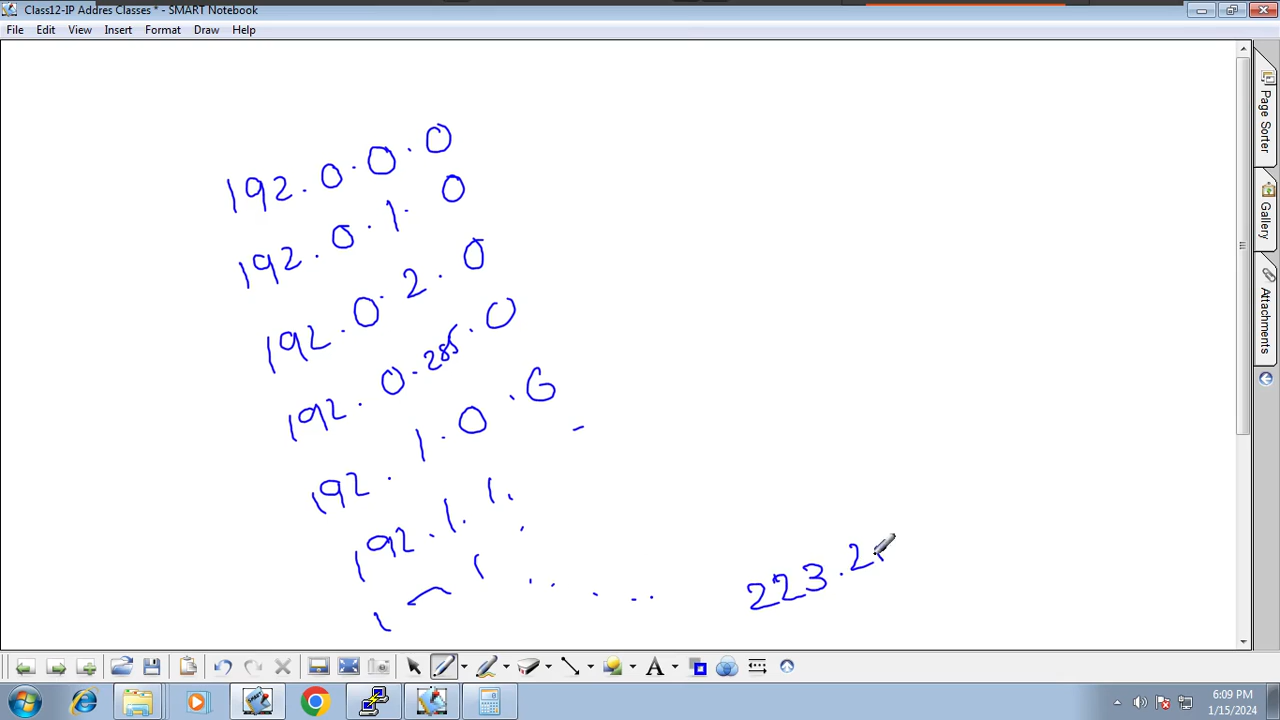 Class12-IP Addres Classes * - SMART Notebook
File Edit View Insert Format Draw Help
192.0.0.0
192.0.1.0
192.0.2.0
192.0.255.0
192.1.0.0
192.1.1.
1
1 . . . . .
223.2
Page Sorter
Gallery
Attachments
A
6:09 PM
1/15/2024